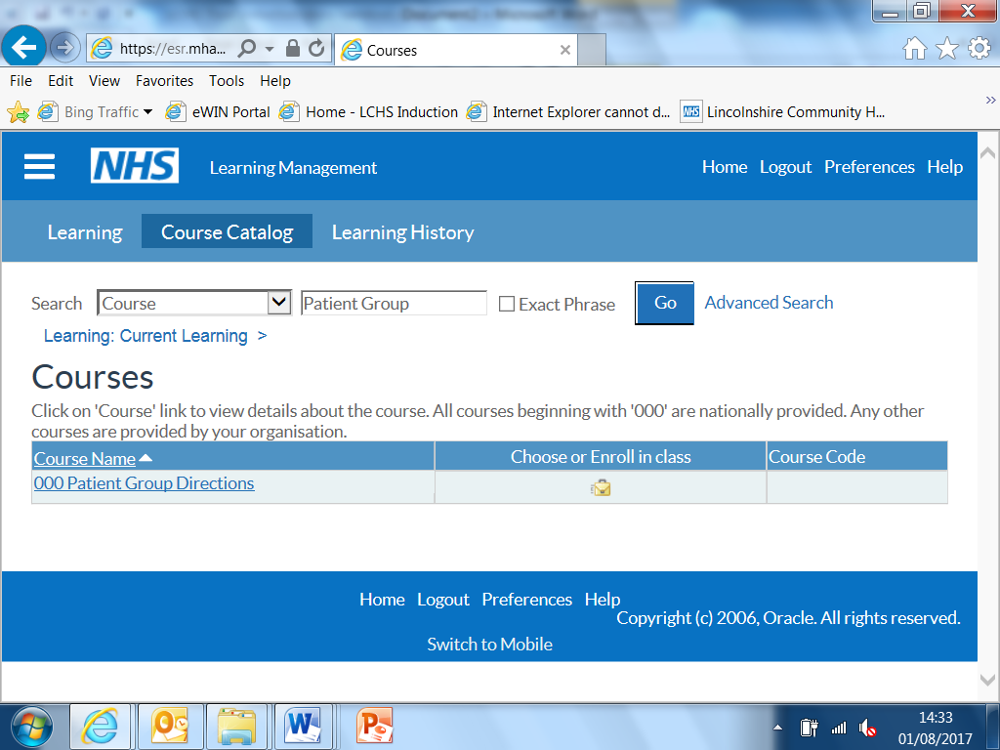 https://esr.mha...
Courses
File Edit View Favorites Tools Help
Bing Traffic eWIN Portal Home - LCHS Induction Internet Explorer cannot d... NHS Lincolnshire Community H...
NHS Learning Management Home Logout Preferences Help
Learning Course Catalog Learning History
Search Course Patient Group Exact Phrase Go Advanced Search
Learning: Current Learning >
Courses
Click on 'Course' link to view details about the course. All courses beginning with '000' are nationally provided. Any other
courses are provided by your organisation.
Course Name Choose or Enroll in class Course Code
000 Patient Group Directions
Home Logout Preferences Help
Copyright (c) 2006, Oracle. All rights reserved.
Switch to Mobile
14:33
01/08/2017